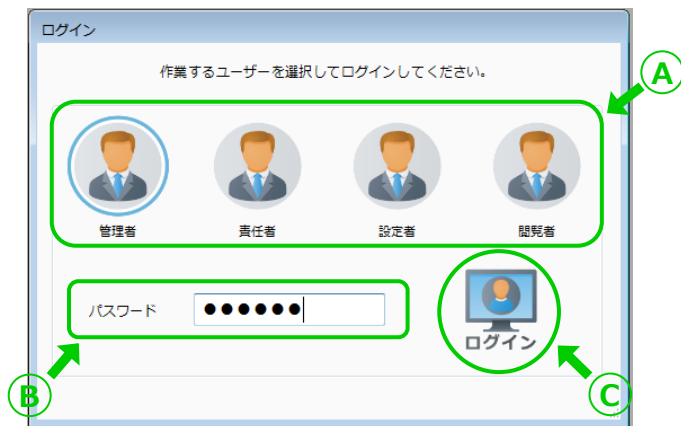 ログイン
作業するユーザーを選択してログインしてください。
A
管理者
責任者
設定者
閲覧者
パスワード
●●●●●●
ログイン
B
C